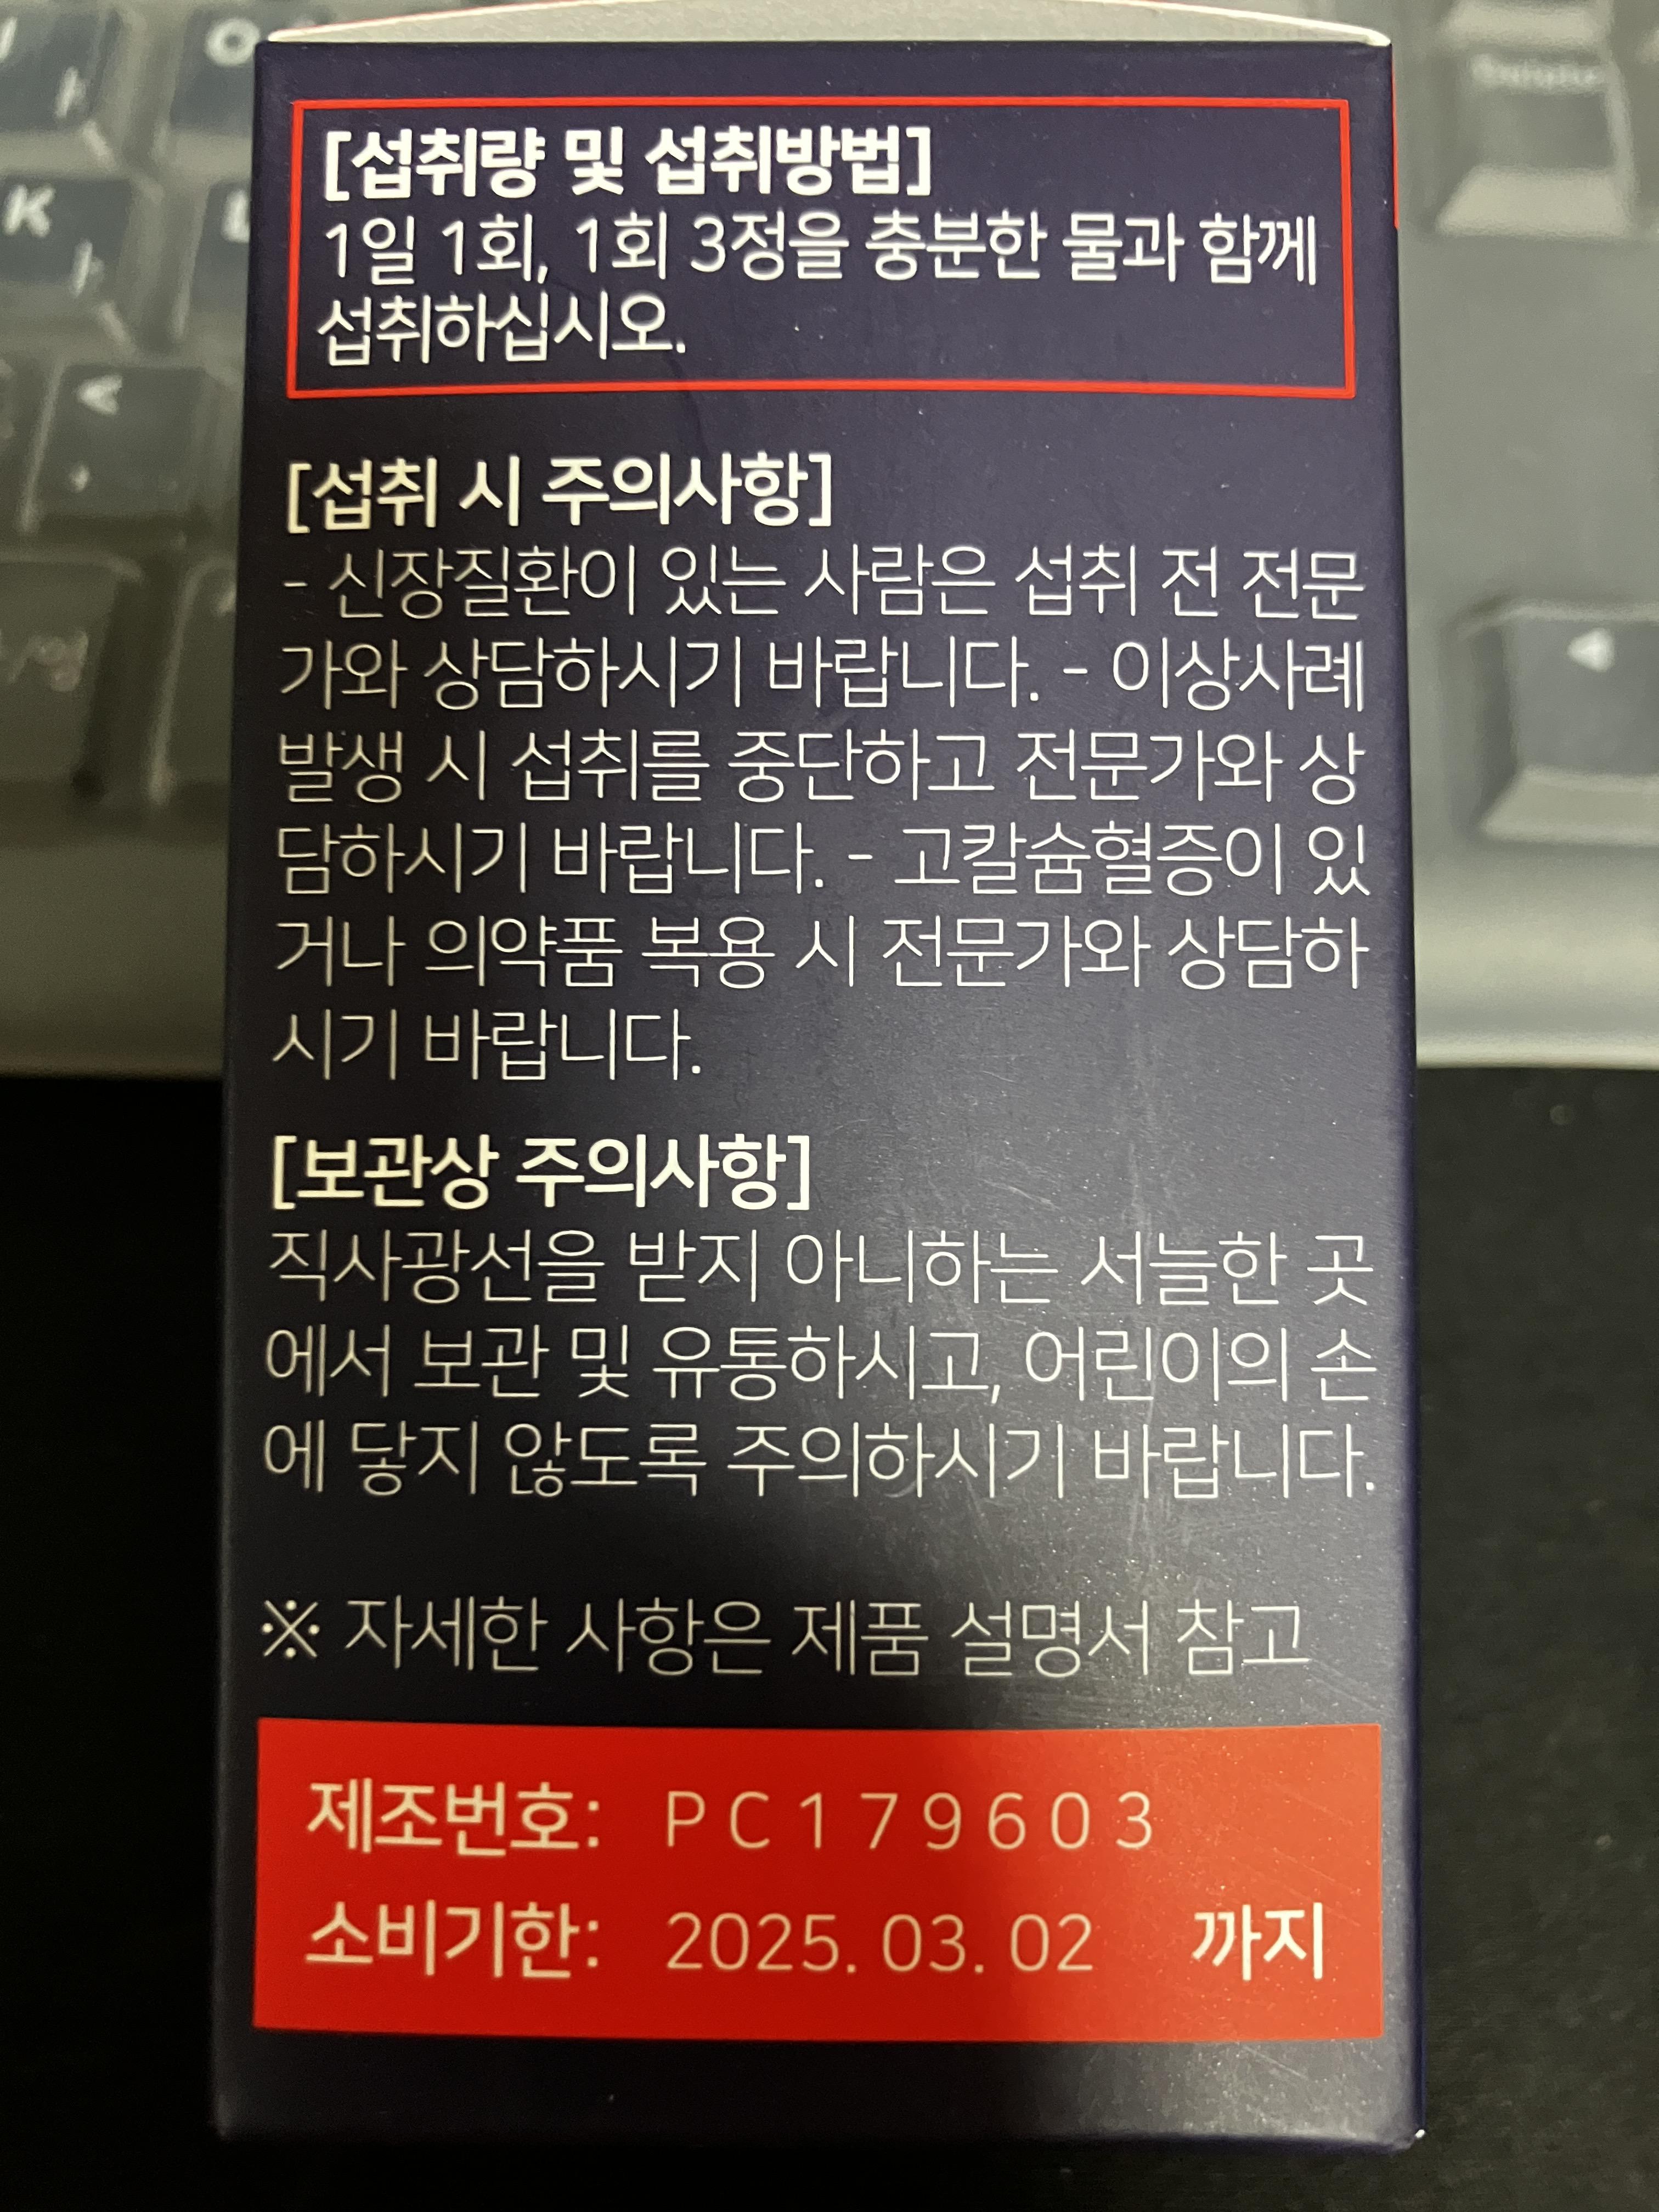 [섭취량 및 섭취방법]
1일 1회, 1회 3정을 충분한 물과 함께
섭취하십시오.
[섭취 시 주의사항]
- 신장질환이 있는 사람은 섭취 전 전문
가와 상담하시기 바랍니다. - 이상사례
발생 시 섭취를 중단하고 전문가와 상
담하시기 바랍니다. - 고칼슘혈증이 있
거나 의약품 복용 시 전문가와 상담하
시기 바랍니다.
[보관상 주의사항]
직사광선을 받지 아니하는 서늘한 곳
에서 보관 및 유통하시고, 어린이의 손
에 닿지 않도록 주의하시기 바랍니다.
※ 자세한 사항은 제품 설명서 참고
제조번호: PC179603
소비기한: 2025. 03. 02 까지
O
K
ㅏ
Delete